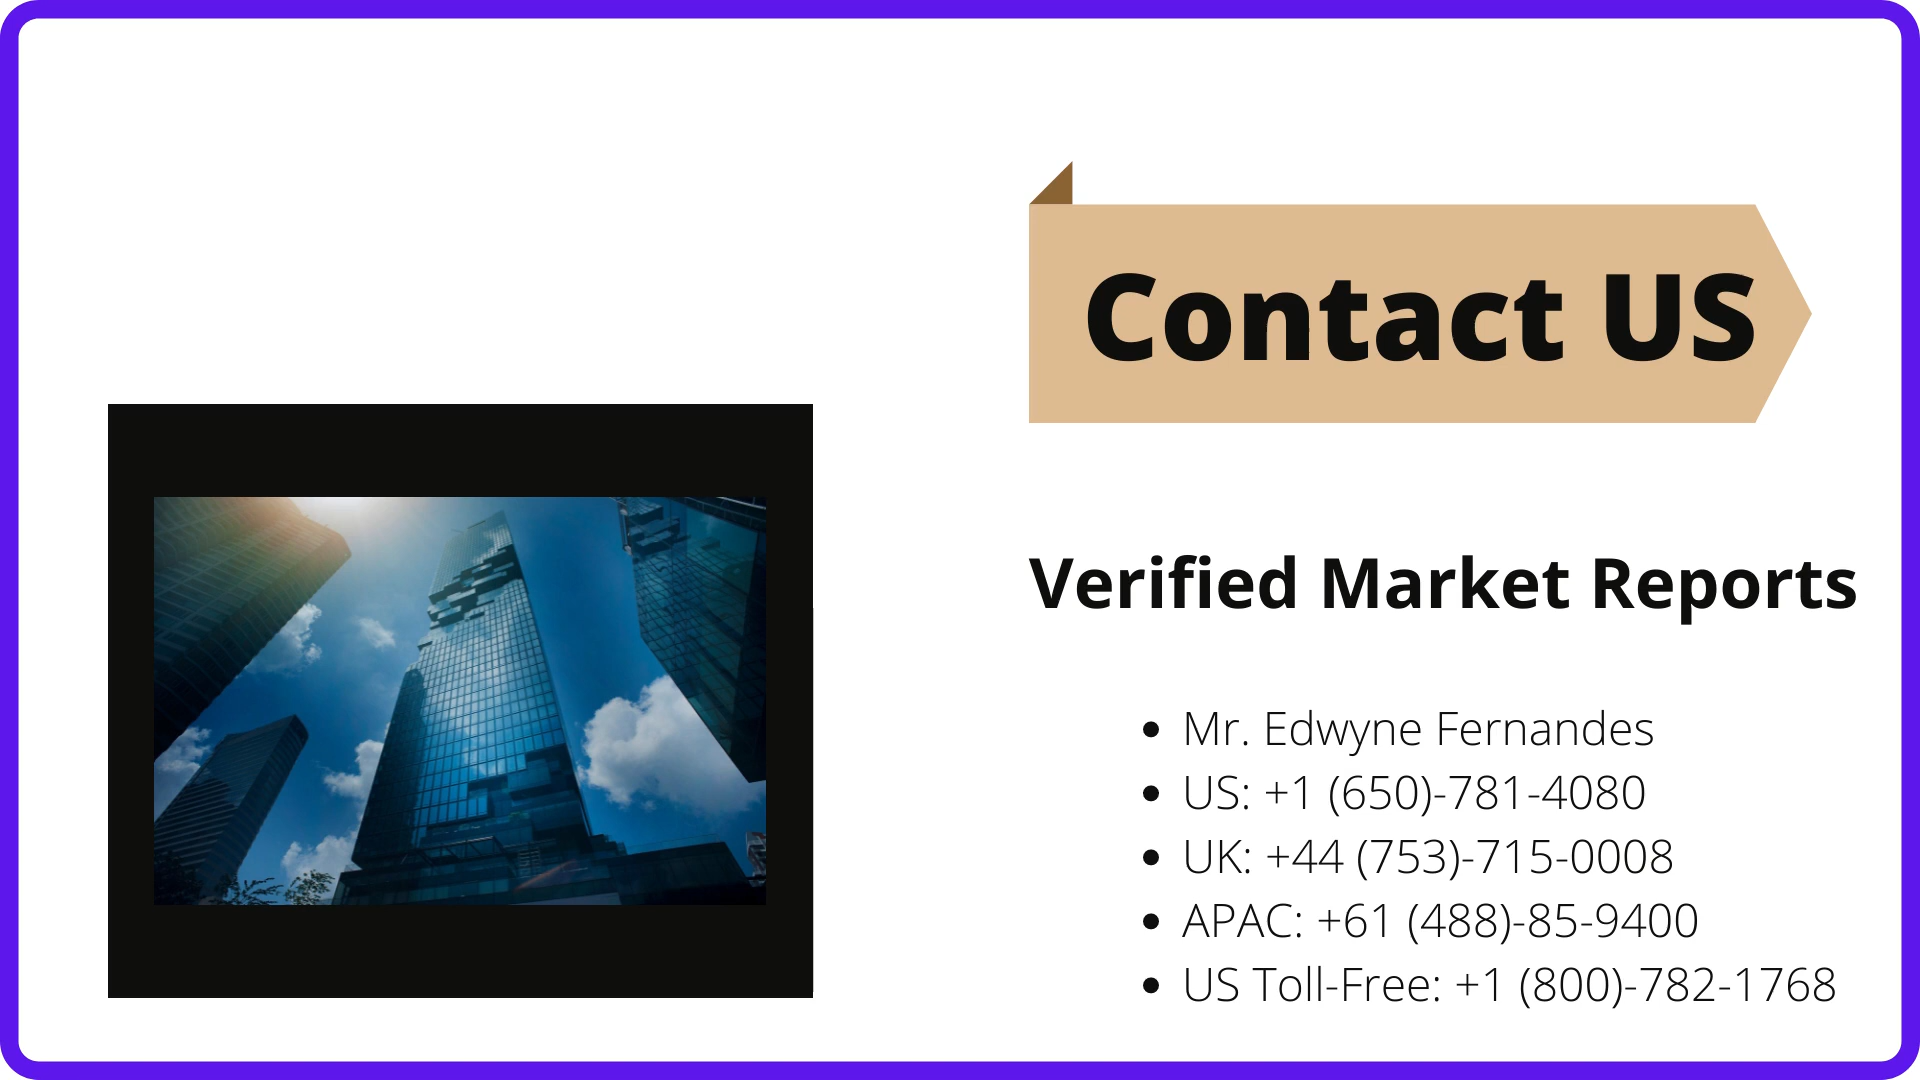 Contact US
Verified Market Reports
Mr. Edwyne Fernandes
US: +1 (650)-781-4080
UK: +44 (753)-715-0008
APAC: +61 (488)-85-9400
US Toll-Free: +1 (800)-782-1768